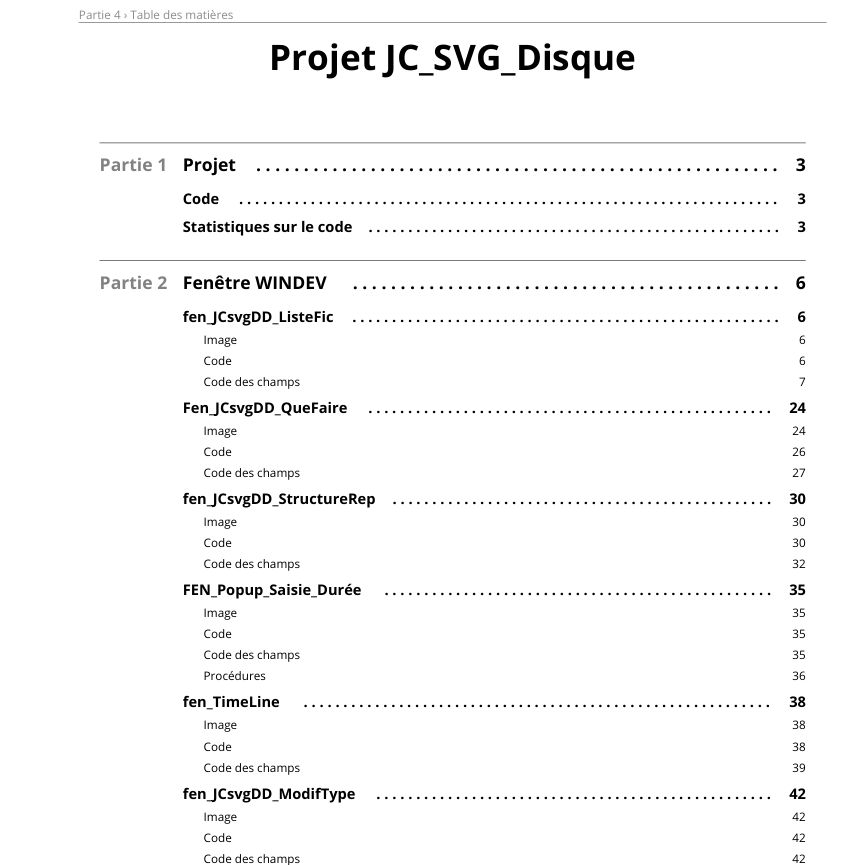 Partie 4 › Table des matières
Projet JC_SVG_Disque
Partie 1 Projet . . . . . . . . . . . . . . . . . . . . . . . . . . . . . . . . . . . . . . . . . . . . . . . . . . . . . . . 3
Code . . . . . . . . . . . . . . . . . . . . . . . . . . . . . . . . . . . . . . . . . . . . . . . . . . . . . . . 3
Statistiques sur le code . . . . . . . . . . . . . . . . . . . . . . . . . . . . . . . . . . . . . . . . . . . . . . . . . . . 3
Partie 2 Fenêtre WINDEV . . . . . . . . . . . . . . . . . . . . . . . . . . . . . . . . . . . . . . . . . . . . . 6
fen_JCsvgDD_ListeFic . . . . . . . . . . . . . . . . . . . . . . . . . . . . . . . . . . . . . . . . . . . . . . . . . . . . . 6
Image 6
Code 6
Code des champs 7
Fen_JCsvgDD_QueFaire . . . . . . . . . . . . . . . . . . . . . . . . . . . . . . . . . . . . . . . . . . . . . . . . . . 24
Image 24
Code 26
Code des champs 27
fen_JCsvgDD_StructureRep . . . . . . . . . . . . . . . . . . . . . . . . . . . . . . . . . . . . . . . . . . . . . . . 30
Image 30
Code 30
Code des champs 32
FEN_Popup_Saisie_Durée . . . . . . . . . . . . . . . . . . . . . . . . . . . . . . . . . . . . . . . . . . . . . . . . 35
Image 35
Code 35
Code des champs 35
Procédures 36
fen_TimeLine . . . . . . . . . . . . . . . . . . . . . . . . . . . . . . . . . . . . . . . . . . . . . . . . . . . . . . . . . . 38
Image 38
Code 38
Code des champs 39
fen_JCsvgDD_ModifType . . . . . . . . . . . . . . . . . . . . . . . . . . . . . . . . . . . . . . . . . . . . . . . . . 42
Image 42
Code 42
Code des champs 42